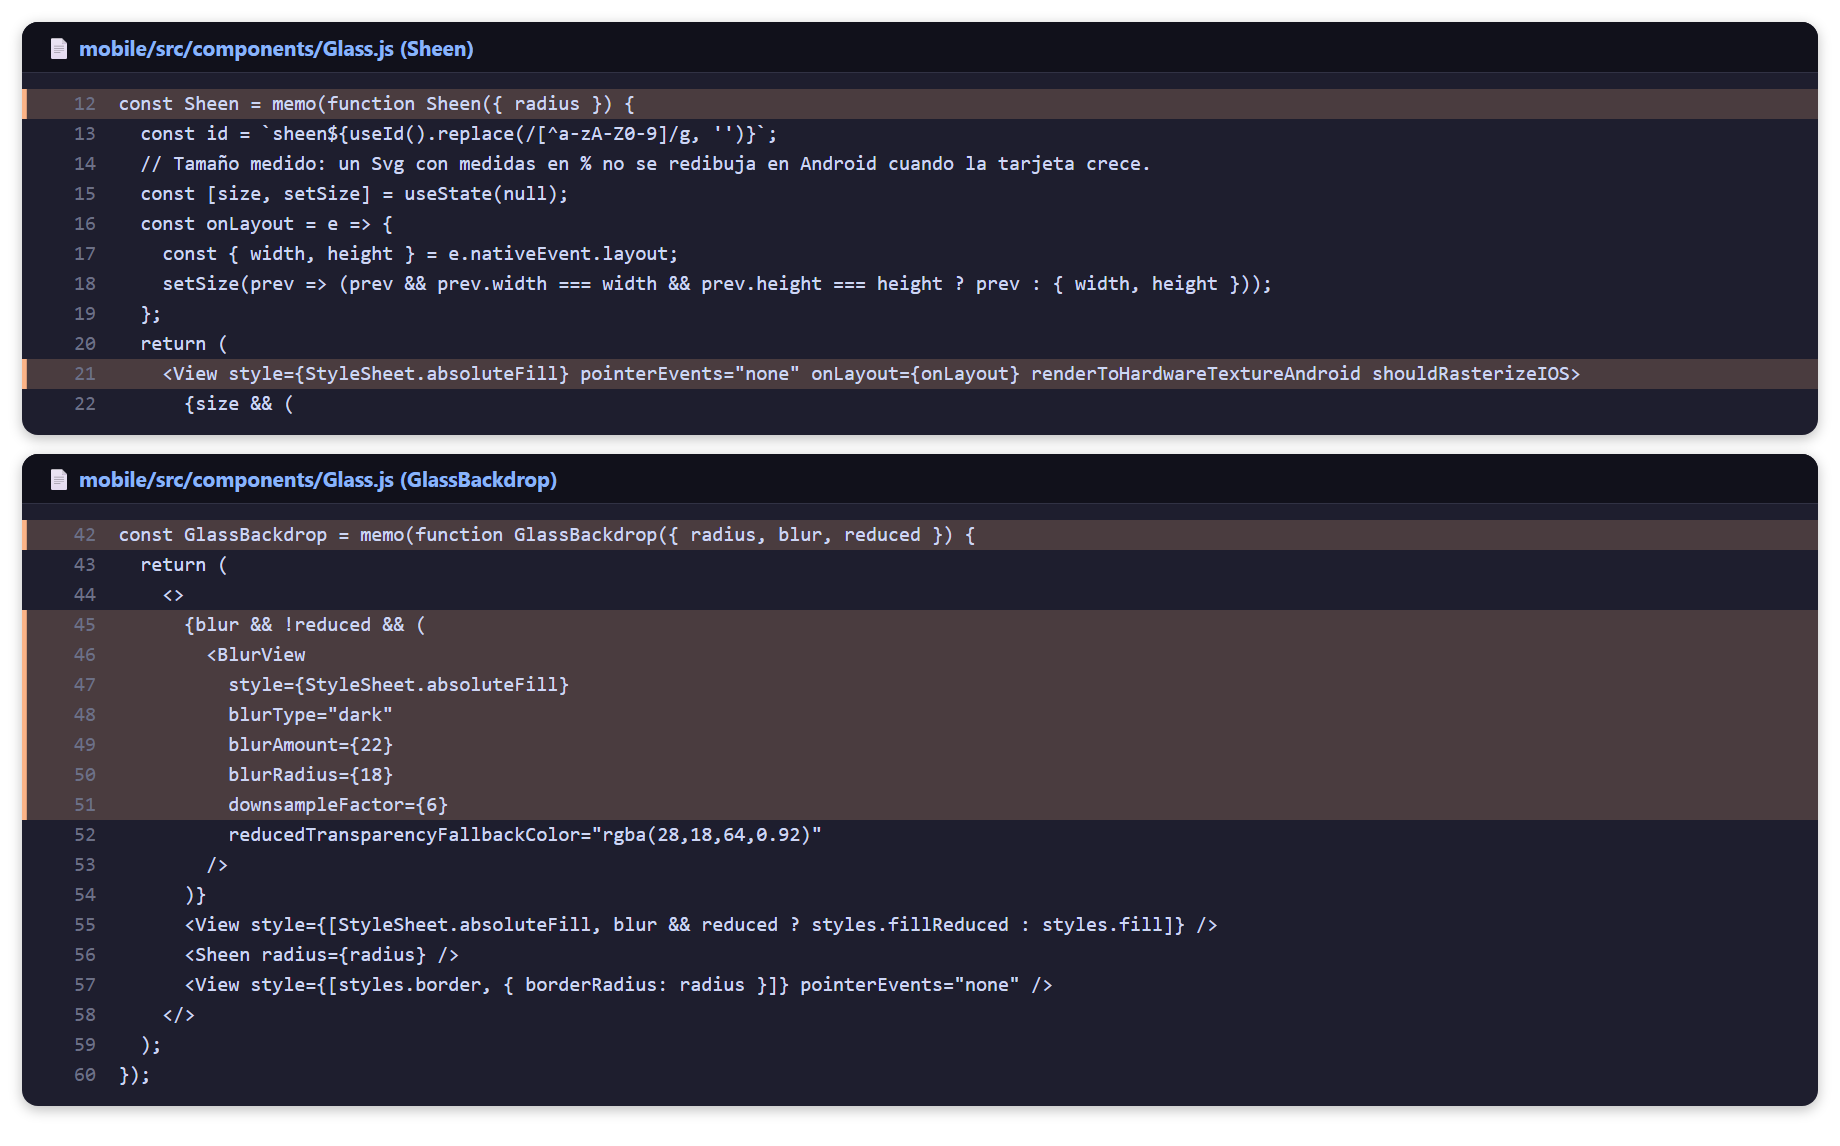 mobile/src/components/Glass.js (Sheen)
12 const Sheen = memo(function Sheen({ radius }) {
13   const id = `sheen${useId().replace(/[^a-zA-Z0-9]/g, '')}`;
14   // Tamaño medido: un Svg con medidas en % no se redibuja en Android cuando la tarjeta crece.
15   const [size, setSize] = useState(null);
16   const onLayout = e => {
17     const { width, height } = e.nativeEvent.layout;
18     setSize(prev => (prev && prev.width === width && prev.height === height ? prev : { width, height }));
19   };
20   return (
21     <View style={StyleSheet.absoluteFill} pointerEvents="none" onLayout={onLayout} renderToHardwareTextureAndroid shouldRasterizeIOS>
22       {size && (
mobile/src/components/Glass.js (GlassBackdrop)
42 const GlassBackdrop = memo(function GlassBackdrop({ radius, blur, reduced }) {
43   return (
44     <>
45       {blur && !reduced && (
46         <BlurView
47           style={StyleSheet.absoluteFill}
48           blurType="dark"
49           blurAmount={22}
50           blurRadius={18}
51           downsampleFactor={6}
52           reducedTransparencyFallbackColor="rgba(28,18,64,0.92)"
53         />
54       )}
55       <View style={[StyleSheet.absoluteFill, blur && reduced ? styles.fillReduced : styles.fill]} />
56       <Sheen radius={radius} />
57       <View style={[styles.border, { borderRadius: radius }]} pointerEvents="none" />
58     </>
59   );
60 });